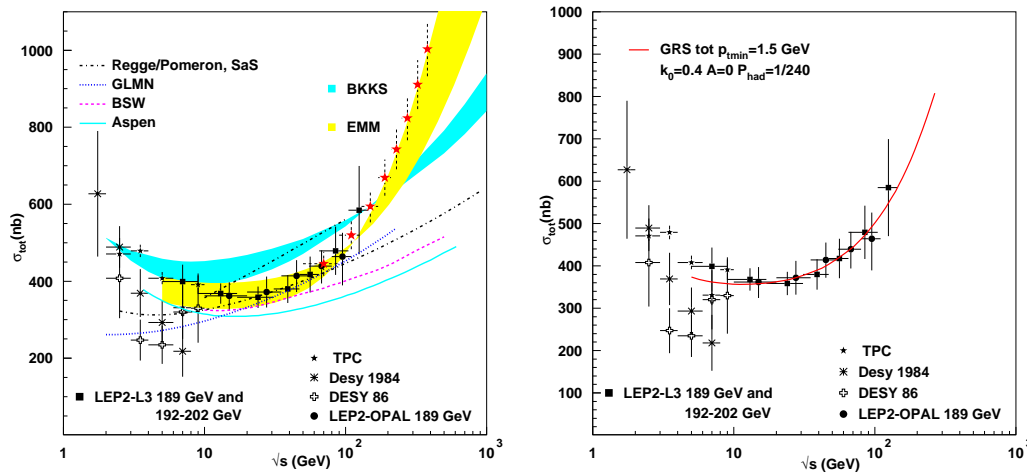 σtot(nb)
1000
800
600
400
200
Regge/Pomeron, SaS
GLMN
BSW
Aspen
BKKS
EMM
TPC
Desy 1984
DESY 86
LEP2-OPAL 189 GeV
LEP2-L3 189 GeV and
192-202 GeV
1
10
10²
10³
√s (GeV)
σtot(nb)
1000
900
800
700
600
500
400
300
200
100
GRS tot ptmin=1.5 GeV
k0=0.4 A=0 Phad=1/240
TPC
Desy 1984
DESY 86
LEP2-OPAL 189 GeV
LEP2-L3 189 GeV and
192-202 GeV
1
10
10²
10³
√s (GeV)